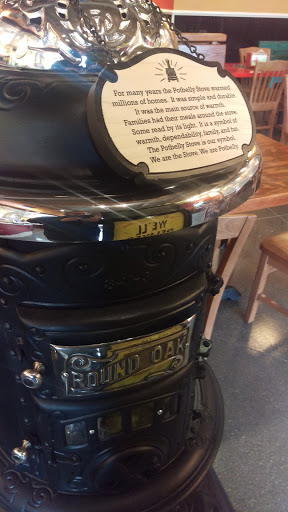 For many years the Potbelly Stove warmed
millions of homes. It was simple and durable.
It was the main source of warmth.
Families had their meals around the stove.
Some read by its light. It is a symbol of
warmth, dependability, family, and fun.
The Potbelly Stove is our symbol.
We are the Stove. We are Potbelly.
WE'LL
ROUND OAK